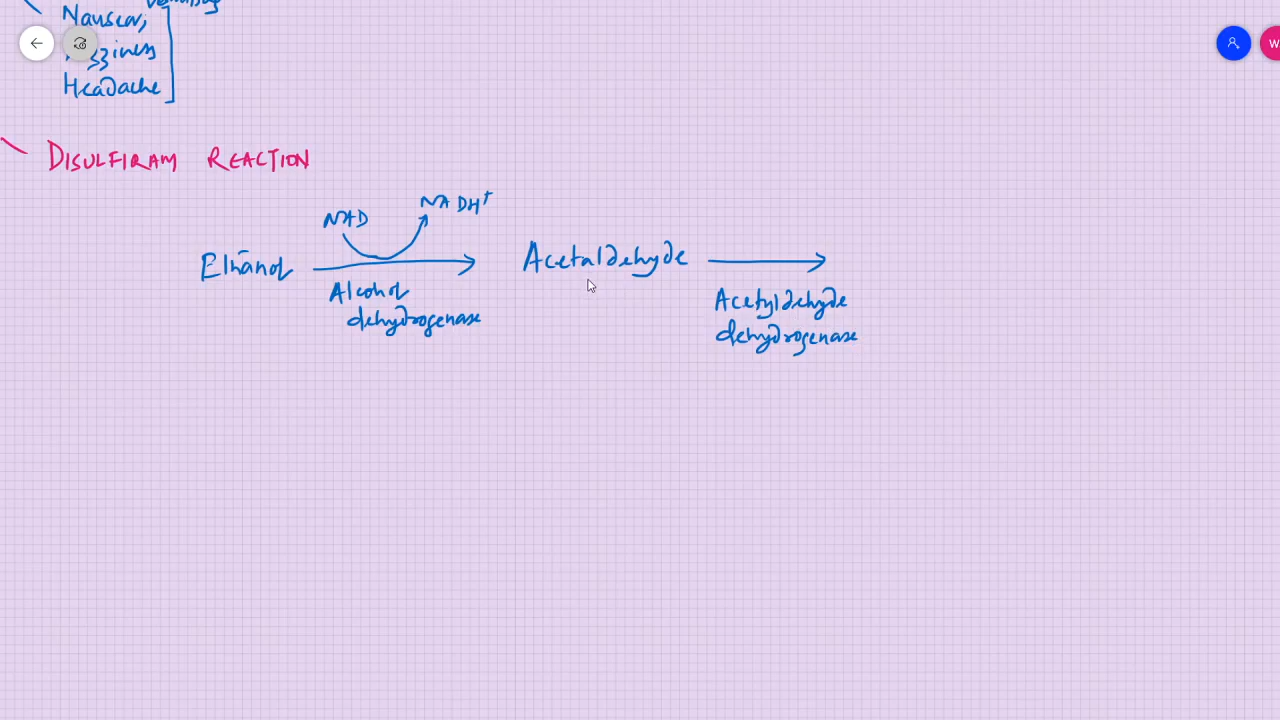 Nausea,
Headache
DISULFIRAM REACTION
NAD
NADH+
Ethanol
Acetaldehyde
Alcohol
dehydrogenase
Acetyldehyde
dehydrogenase
W